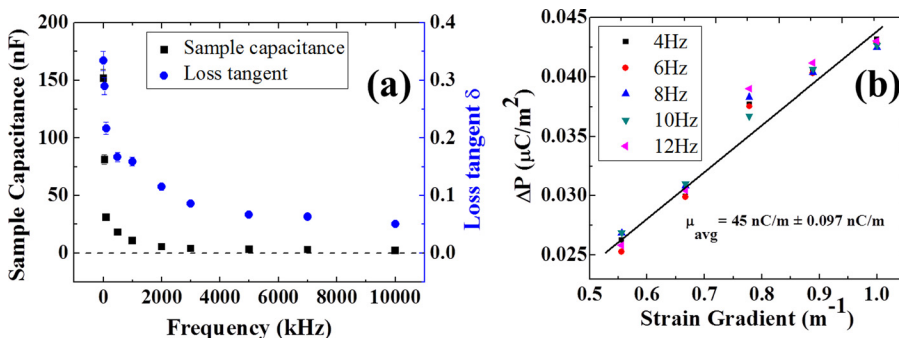 200
150
100
50
0
Sample Capacitance (nF)
Sample capacitance
Loss tangent
(a)
0.4
0.3
0.2
0.1
0.0
Loss tangent δ
0 2000 4000 6000 8000 10000
Frequency (kHz)
0.045
0.040
0.035
0.030
0.025
ΔP (μC/m²)
4Hz
6Hz
8Hz
10Hz
12Hz
(b)
μavg = 45 nC/m ± 0.097 nC/m
0.5 0.6 0.7 0.8 0.9 1.0
Strain Gradient (m⁻¹)